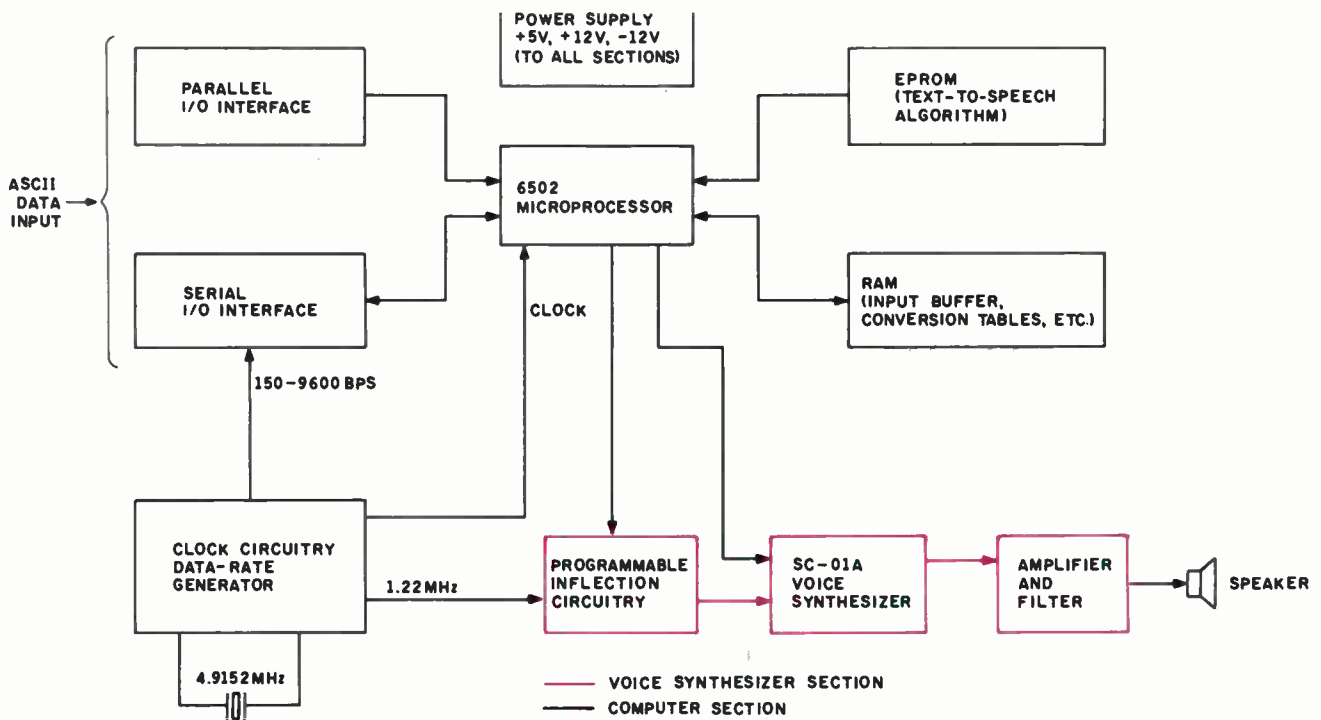 POWER SUPPLY
+5V, +12V, -12V
(TO ALL SECTIONS)
PARALLEL
I/O INTERFACE
EPROM
(TEXT-TO-SPEECH
ALGORITHM)
ASCII
DATA
INPUT
6502
MICROPROCESSOR
SERIAL
I/O INTERFACE
CLOCK
RAM
(INPUT BUFFER,
CONVERSION TABLES, ETC.)
150-9600 BPS
CLOCK CIRCUITRY
DATA-RATE
GENERATOR
1.22MHz
PROGRAMMABLE
INFLECTION
CIRCUITRY
SC-01A
VOICE
SYNTHESIZER
AMPLIFIER
AND
FILTER
SPEAKER
4.9152MHz
VOICE SYNTHESIZER SECTION
COMPUTER SECTION